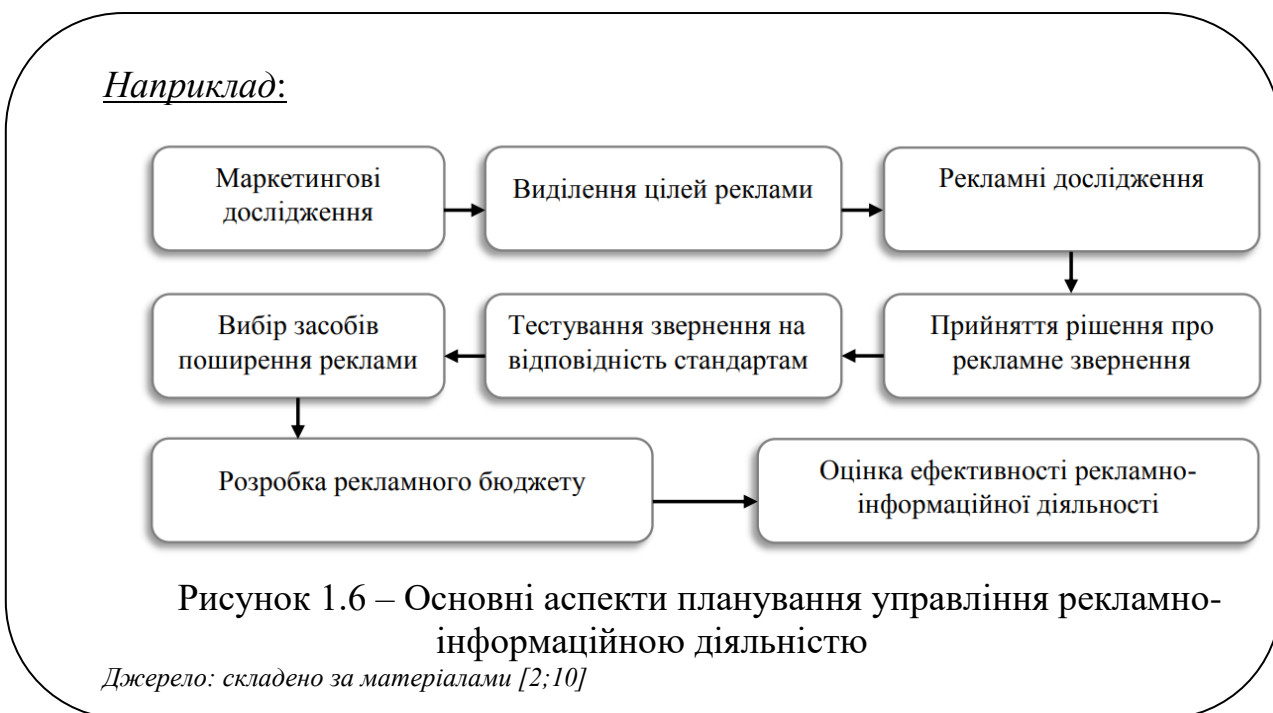 Наприклад:
Маркетингові
дослідження
Виділення цілей реклами
Рекламні дослідження
Прийняття рішення про
рекламне звернення
Тестування звернення на
відповідність стандартам
Вибір засобів
поширення реклами
Розробка рекламного бюджету
Оцінка ефективності рекламно-
інформаційної діяльності
Рисунок 1.6 – Основні аспекти планування управління рекламно-
інформаційною діяльністю
Джерело: складено за матеріалами [2;10]